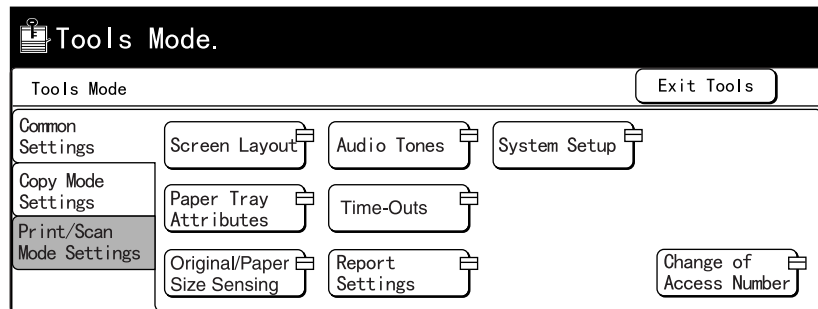 Tools Mode.
Tools Mode
Exit Tools
Common
Settings
Copy Mode
Settings
Print/Scan
Mode Settings
Screen Layout
Audio Tones
System Setup
Paper Tray
Attributes
Time-Outs
Original/Paper
Size Sensing
Report
Settings
Change of
Access Number